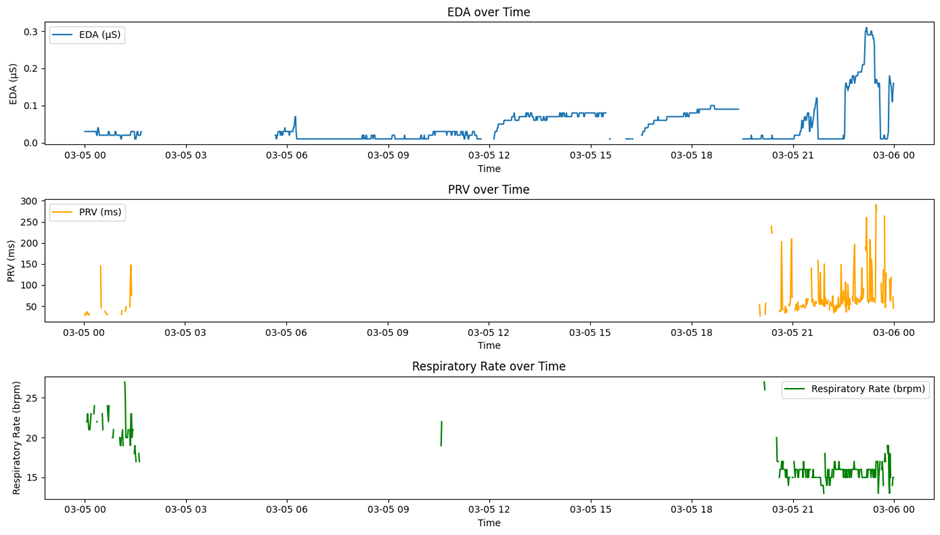 EDA over Time
EDA (μS)
0.3
0.2
0.1
0.0
EDA (μS)
03-05 00 03-05 03 03-05 06 03-05 09 03-05 12 03-05 15 03-05 18 03-05 21 03-06 00
Time
PRV over Time
PRV (ms)
300
250
200
150
100
50
PRV (ms)
03-05 00 03-05 03 03-05 06 03-05 09 03-05 12 03-05 15 03-05 18 03-05 21 03-06 00
Time
Respiratory Rate over Time
Respiratory Rate (brpm)
25
20
15
Respiratory Rate (brpm)
03-05 00 03-05 03 03-05 06 03-05 09 03-05 12 03-05 15 03-05 18 03-05 21 03-06 00
Time